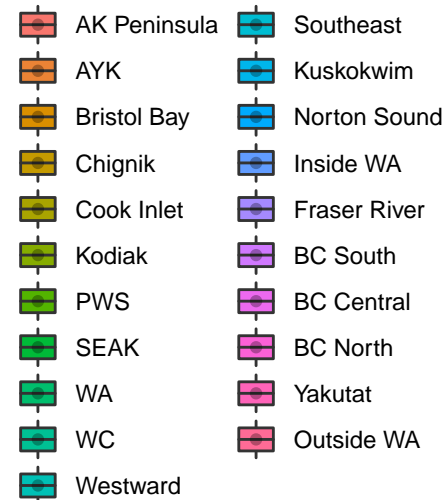 AK Peninsula
AYK
Bristol Bay
Chignik
Cook Inlet
Kodiak
PWS
SEAK
WA
WC
Westward
Southeast
Kuskokwim
Norton Sound
Inside WA
Fraser River
BC South
BC Central
BC North
Yakutat
Outside WA